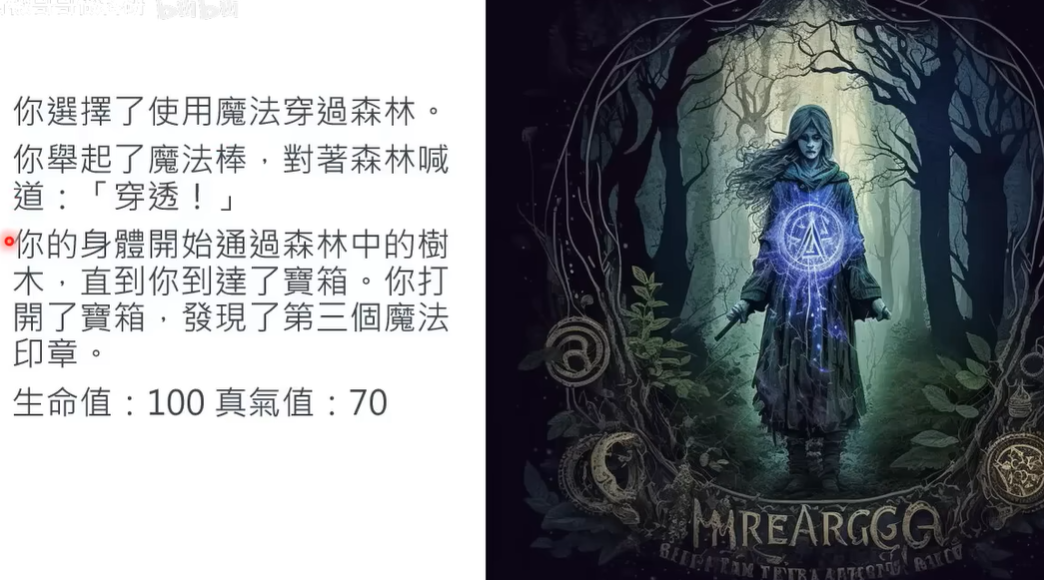 你選擇了使用魔法穿過森林。
你舉起了魔法棒，對著森林喊
道：「穿透！」
你的身體開始通過森林中的樹
木，直到你到達了寶箱。你打
開了寶箱，發現了第三個魔法
印章。
生命值：100 真氣值：70